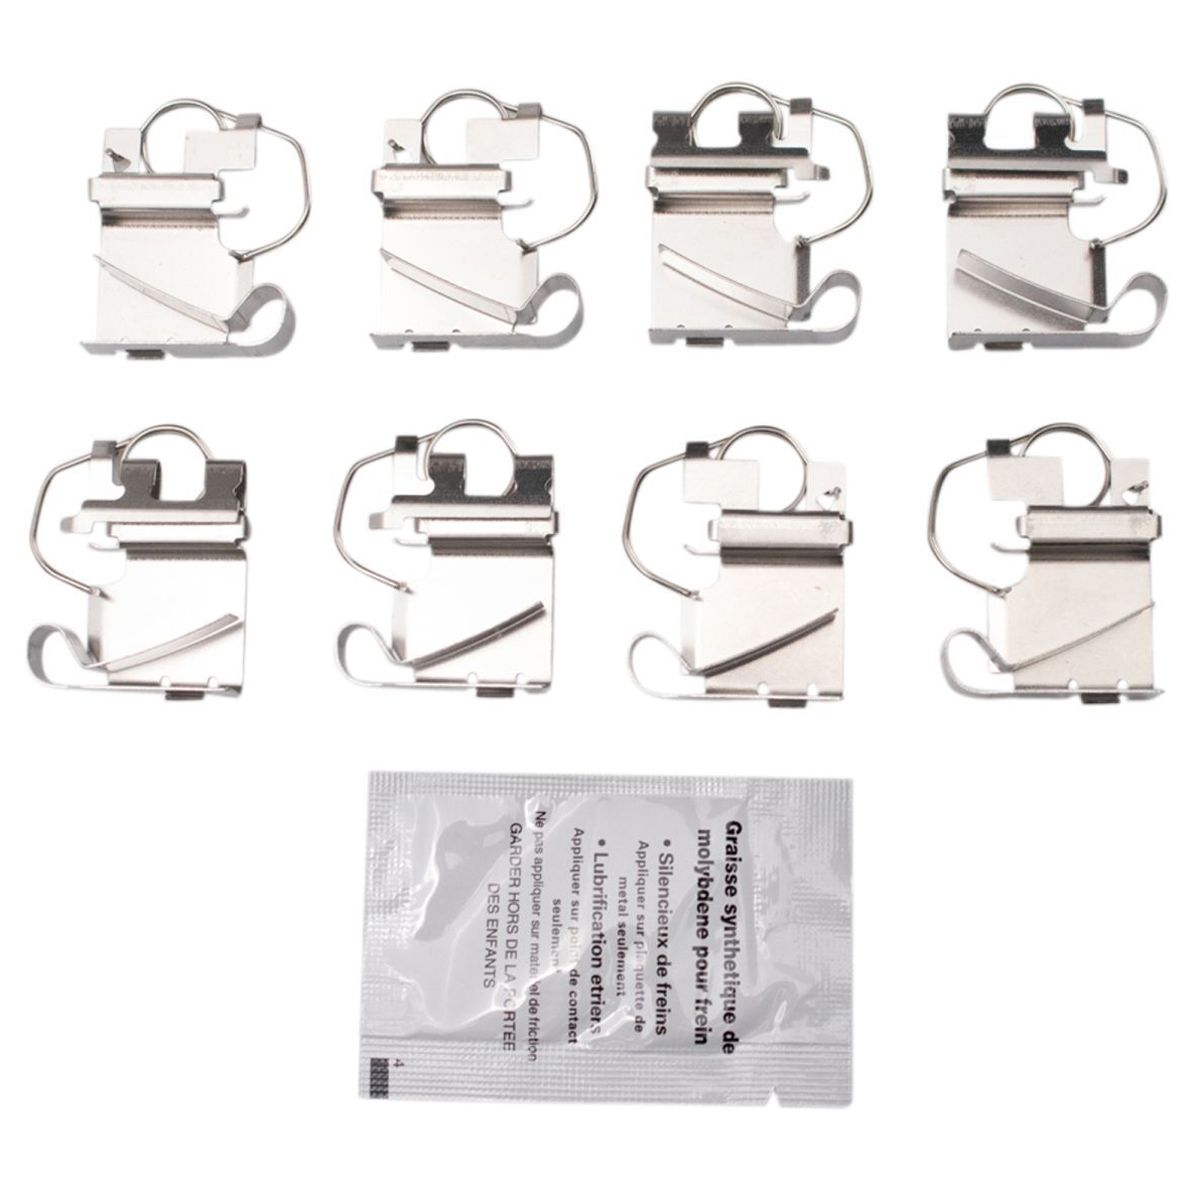 Graisse synthetique de
molybdene pour frein
• Silencieux de freins
Appliquer sur plaquette de
metal seulement
• Lubrification etriers
Appliquer sur point de contact
seulement
Ne pas appliquer sur materiel de friction
GARDER HORS DE LA PORTEE
DES ENFANTS
4